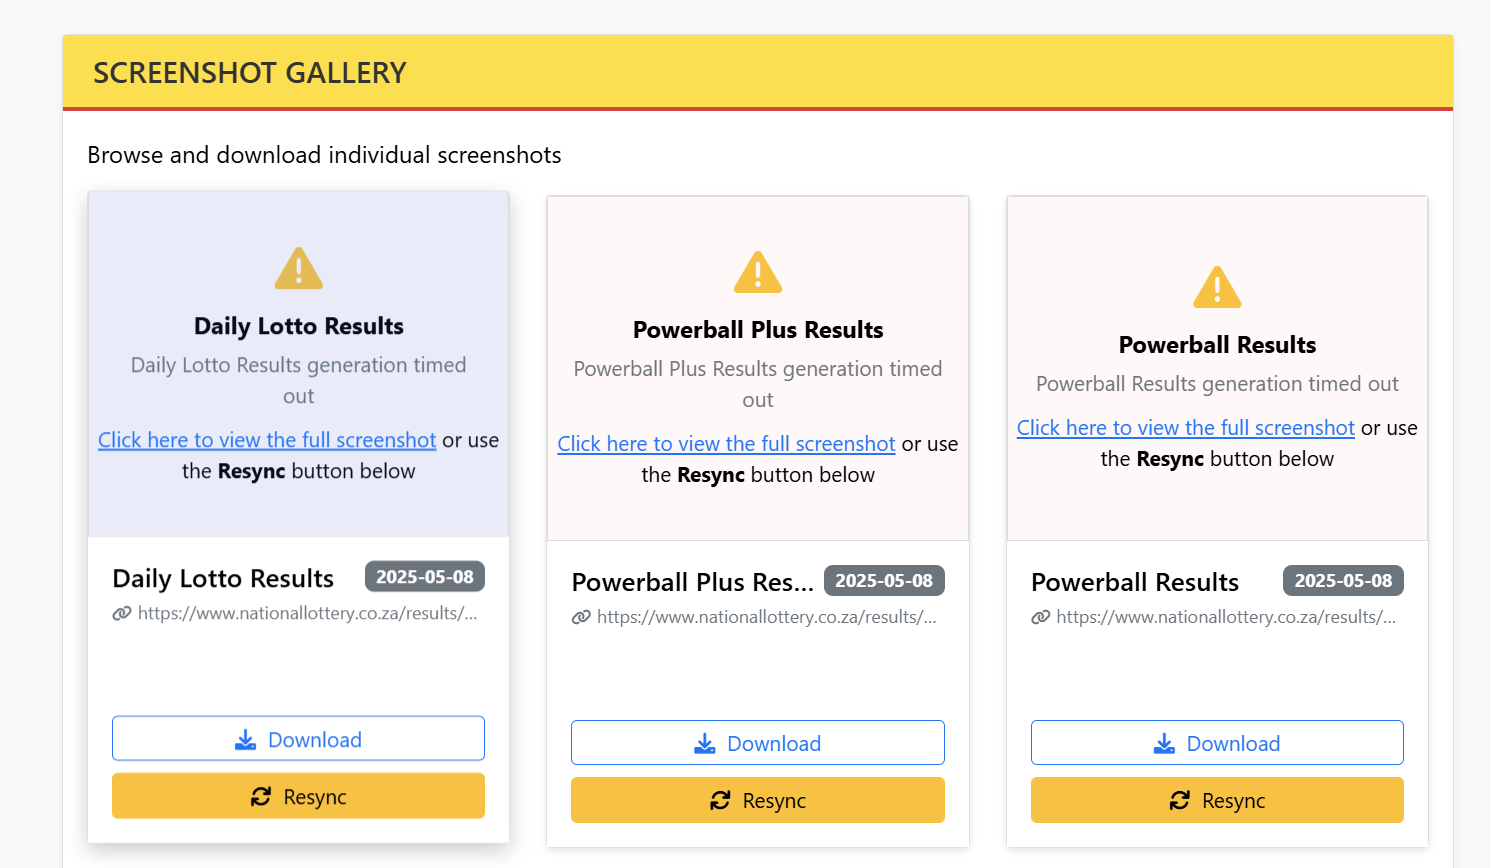 SCREENSHOT GALLERY
Browse and download individual screenshots
Daily Lotto Results
Daily Lotto Results generation timed
out
Click here to view the full screenshot or use
the Resync button below
Daily Lotto Results 2025-05-08
https://www.nationallottery.co.za/results/...
Download
Resync
Powerball Plus Results
Powerball Plus Results generation timed
out
Click here to view the full screenshot or use
the Resync button below
Powerball Plus Res... 2025-05-08
https://www.nationallottery.co.za/results/...
Download
Resync
Powerball Results
Powerball Results generation timed out
Click here to view the full screenshot or use
the Resync button below
Powerball Results 2025-05-08
https://www.nationallottery.co.za/results/...
Download
Resync